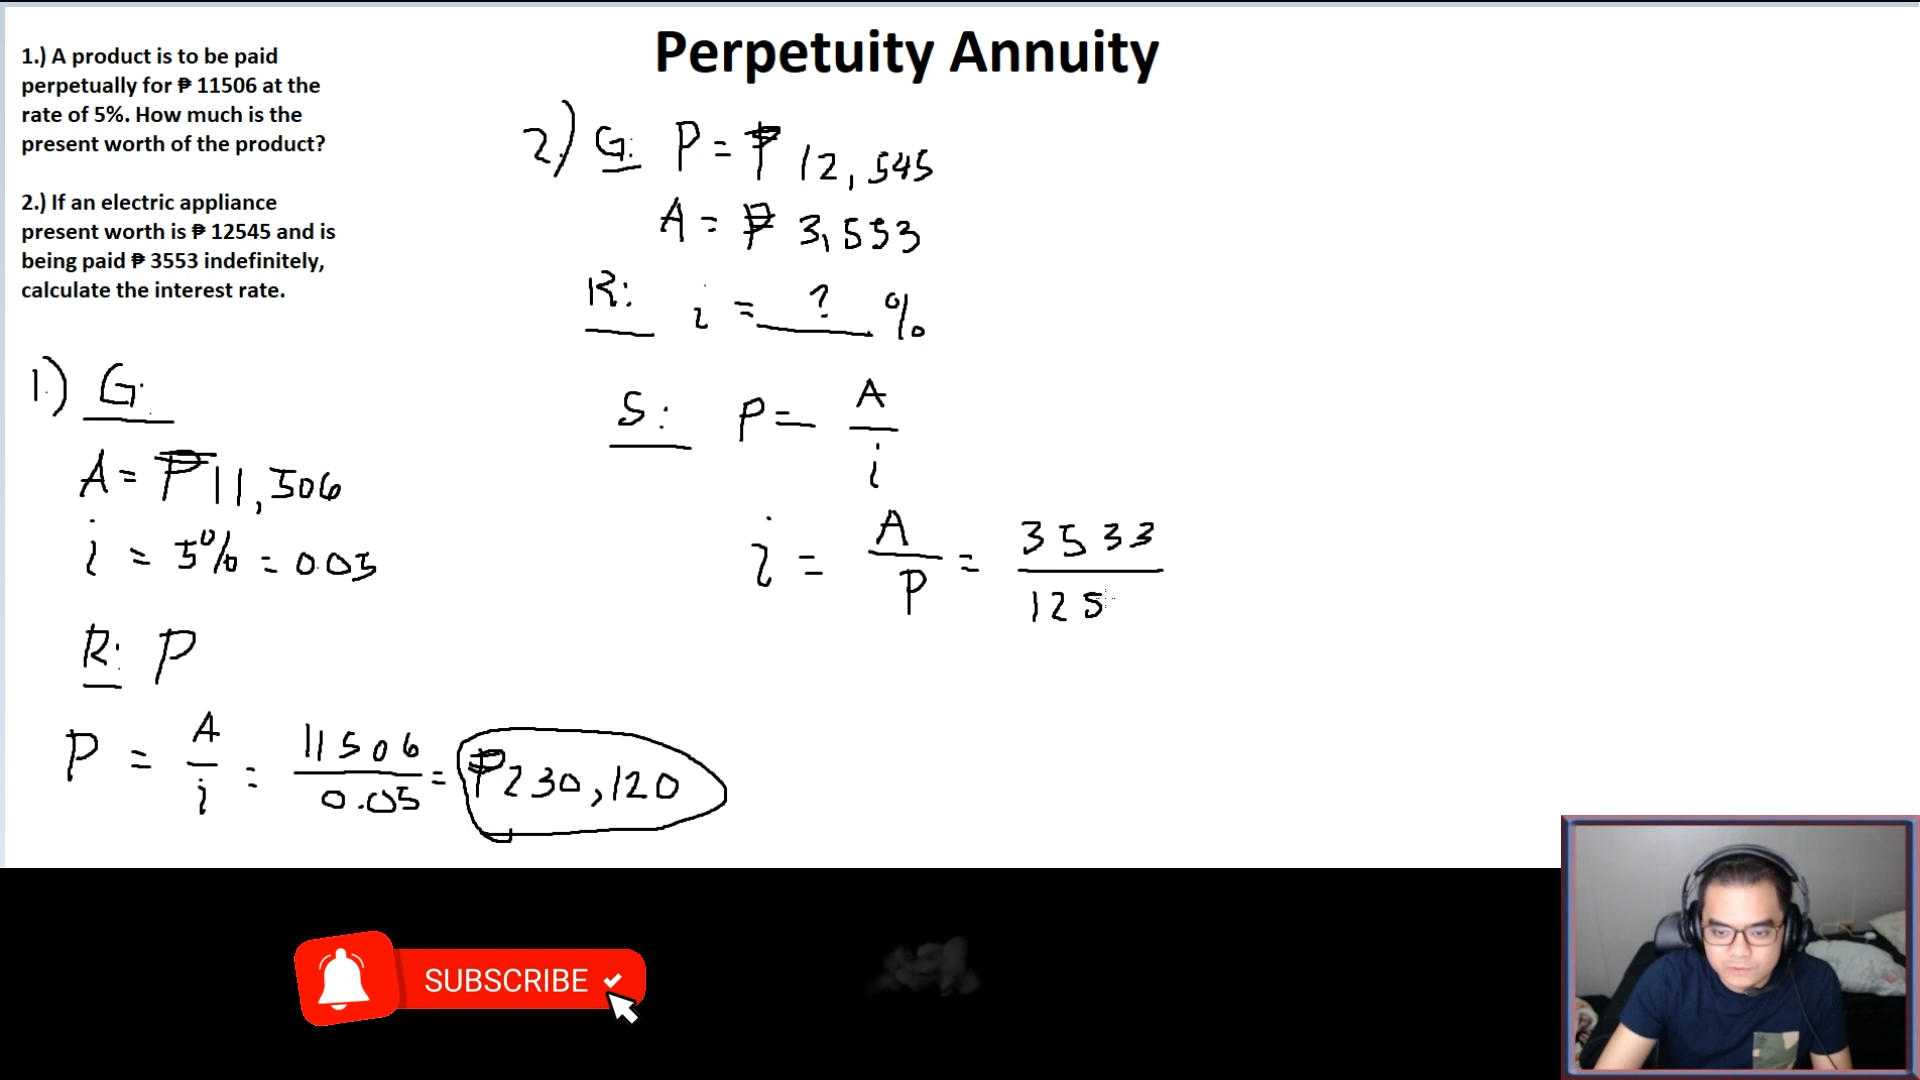 Perpetuity Annuity
1.) A product is to be paid
perpetually for ₱ 11506 at the
rate of 5%. How much is the
present worth of the product?
2.) If an electric appliance
present worth is ₱ 12545 and is
being paid ₱ 3553 indefinitely,
calculate the interest rate.
1.) G:
A = ₱11,506
i = 5% = 0.05
R: P
P = A/i = 11506/0.05 = ₱230,120
2.) G: P = ₱ 12,545
A = ₱ 3,553
R: i = ? %
S: P = A/i
i = A/P = 3533/125
SUBSCRIBE